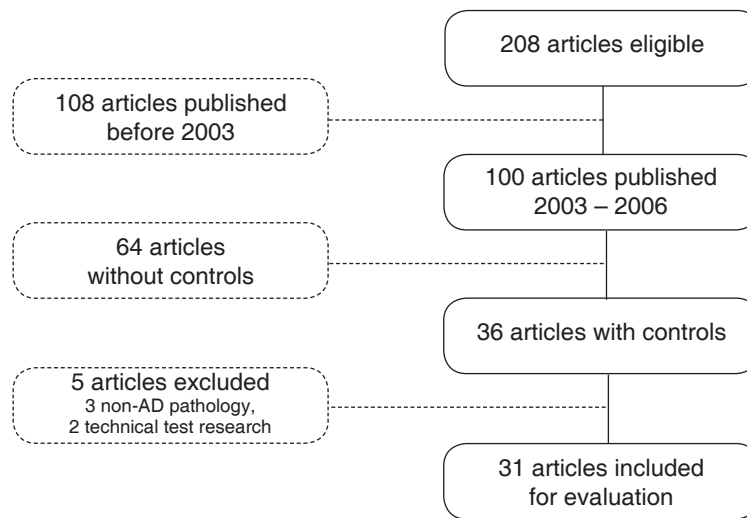 208 articles eligible
108 articles published
before 2003
100 articles published
2003 – 2006
64 articles
without controls
36 articles with controls
5 articles excluded
3 non-AD pathology,
2 technical test research
31 articles included
for evaluation